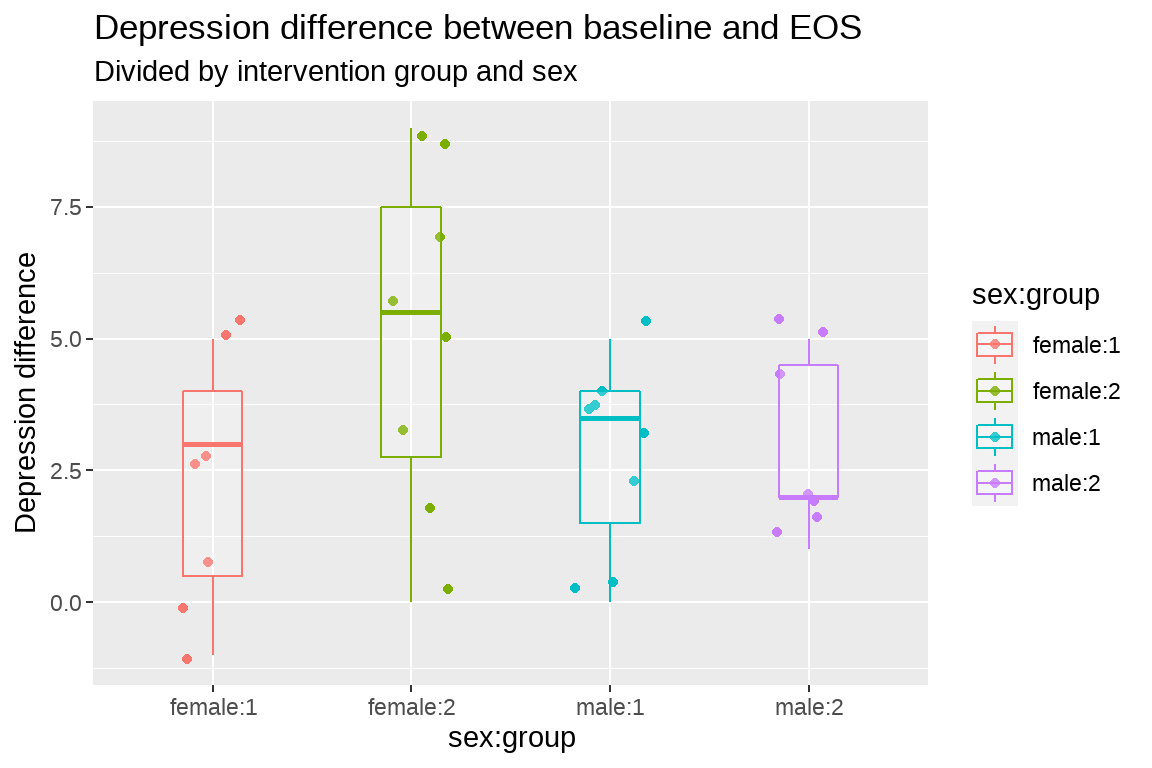 Depression difference between baseline and EOS
Divided by intervention group and sex
Depression difference
7.5
5.0
2.5
0.0
female:1
female:2
male:1
male:2
sex:group
sex:group
female:1
female:2
male:1
male:2